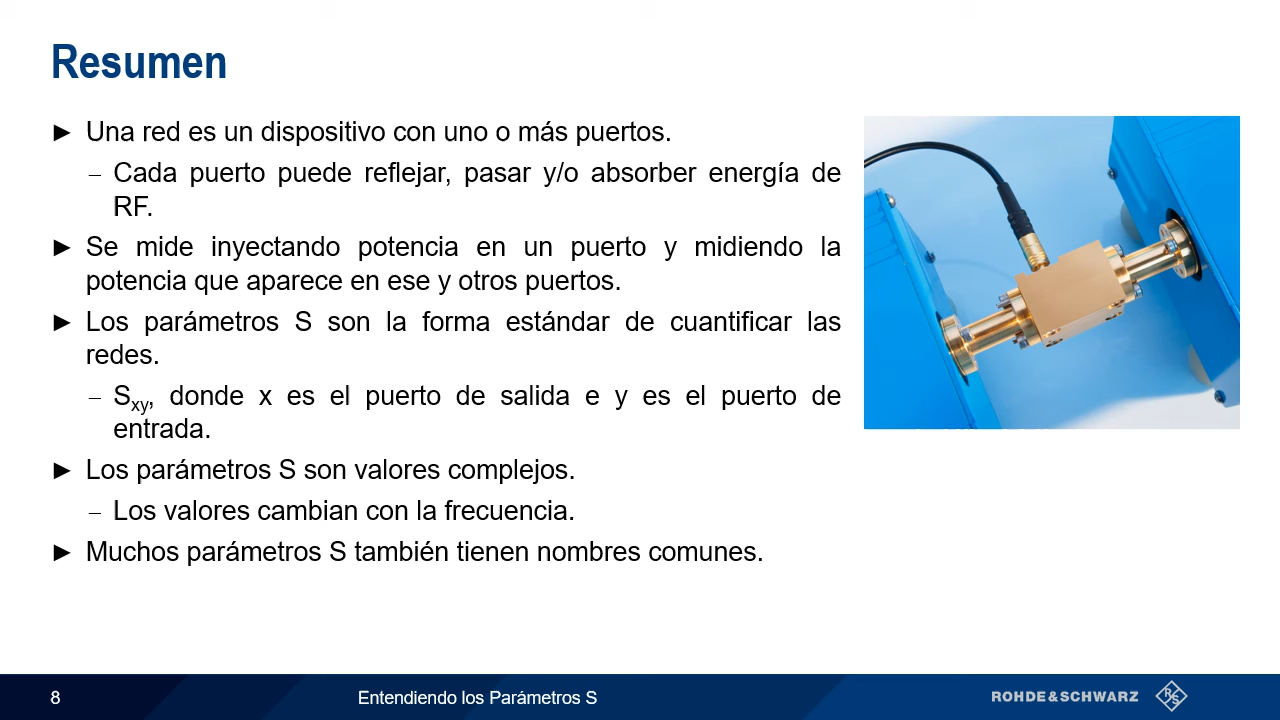 Resumen
► Una red es un dispositivo con uno o más puertos.
– Cada puerto puede reflejar, pasar y/o absorber energía de
RF.
► Se mide inyectando potencia en un puerto y midiendo la
potencia que aparece en ese y otros puertos.
► Los parámetros S son la forma estándar de cuantificar las
redes.
– Sxy, donde x es el puerto de salida e y es el puerto de
entrada.
► Los parámetros S son valores complejos.
– Los valores cambian con la frecuencia.
► Muchos parámetros S también tienen nombres comunes.
8
Entendiendo los Parámetros S
ROHDE&SCHWARZ
R/S